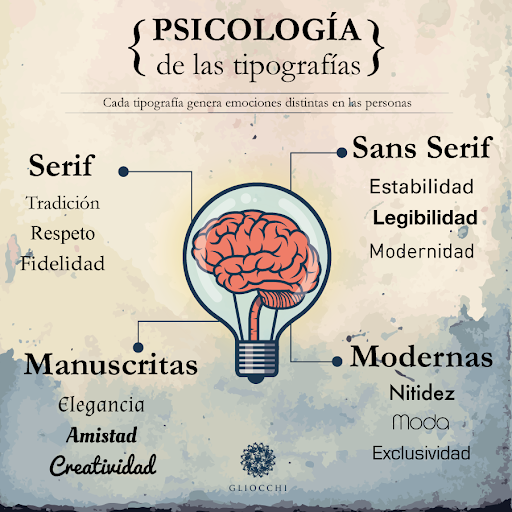 { PSICOLOGÍA
de las tipografías }
Cada tipografía genera emociones distintas en las personas
Serif
Tradición
Respeto
Fidelidad
Sans Serif
Estabilidad
Legibilidad
Modernidad
Manuscritas
Elegancia
Amistad
Creatividad
Modernas
Nitidez
Moda
Exclusividad
GLIOCCHI